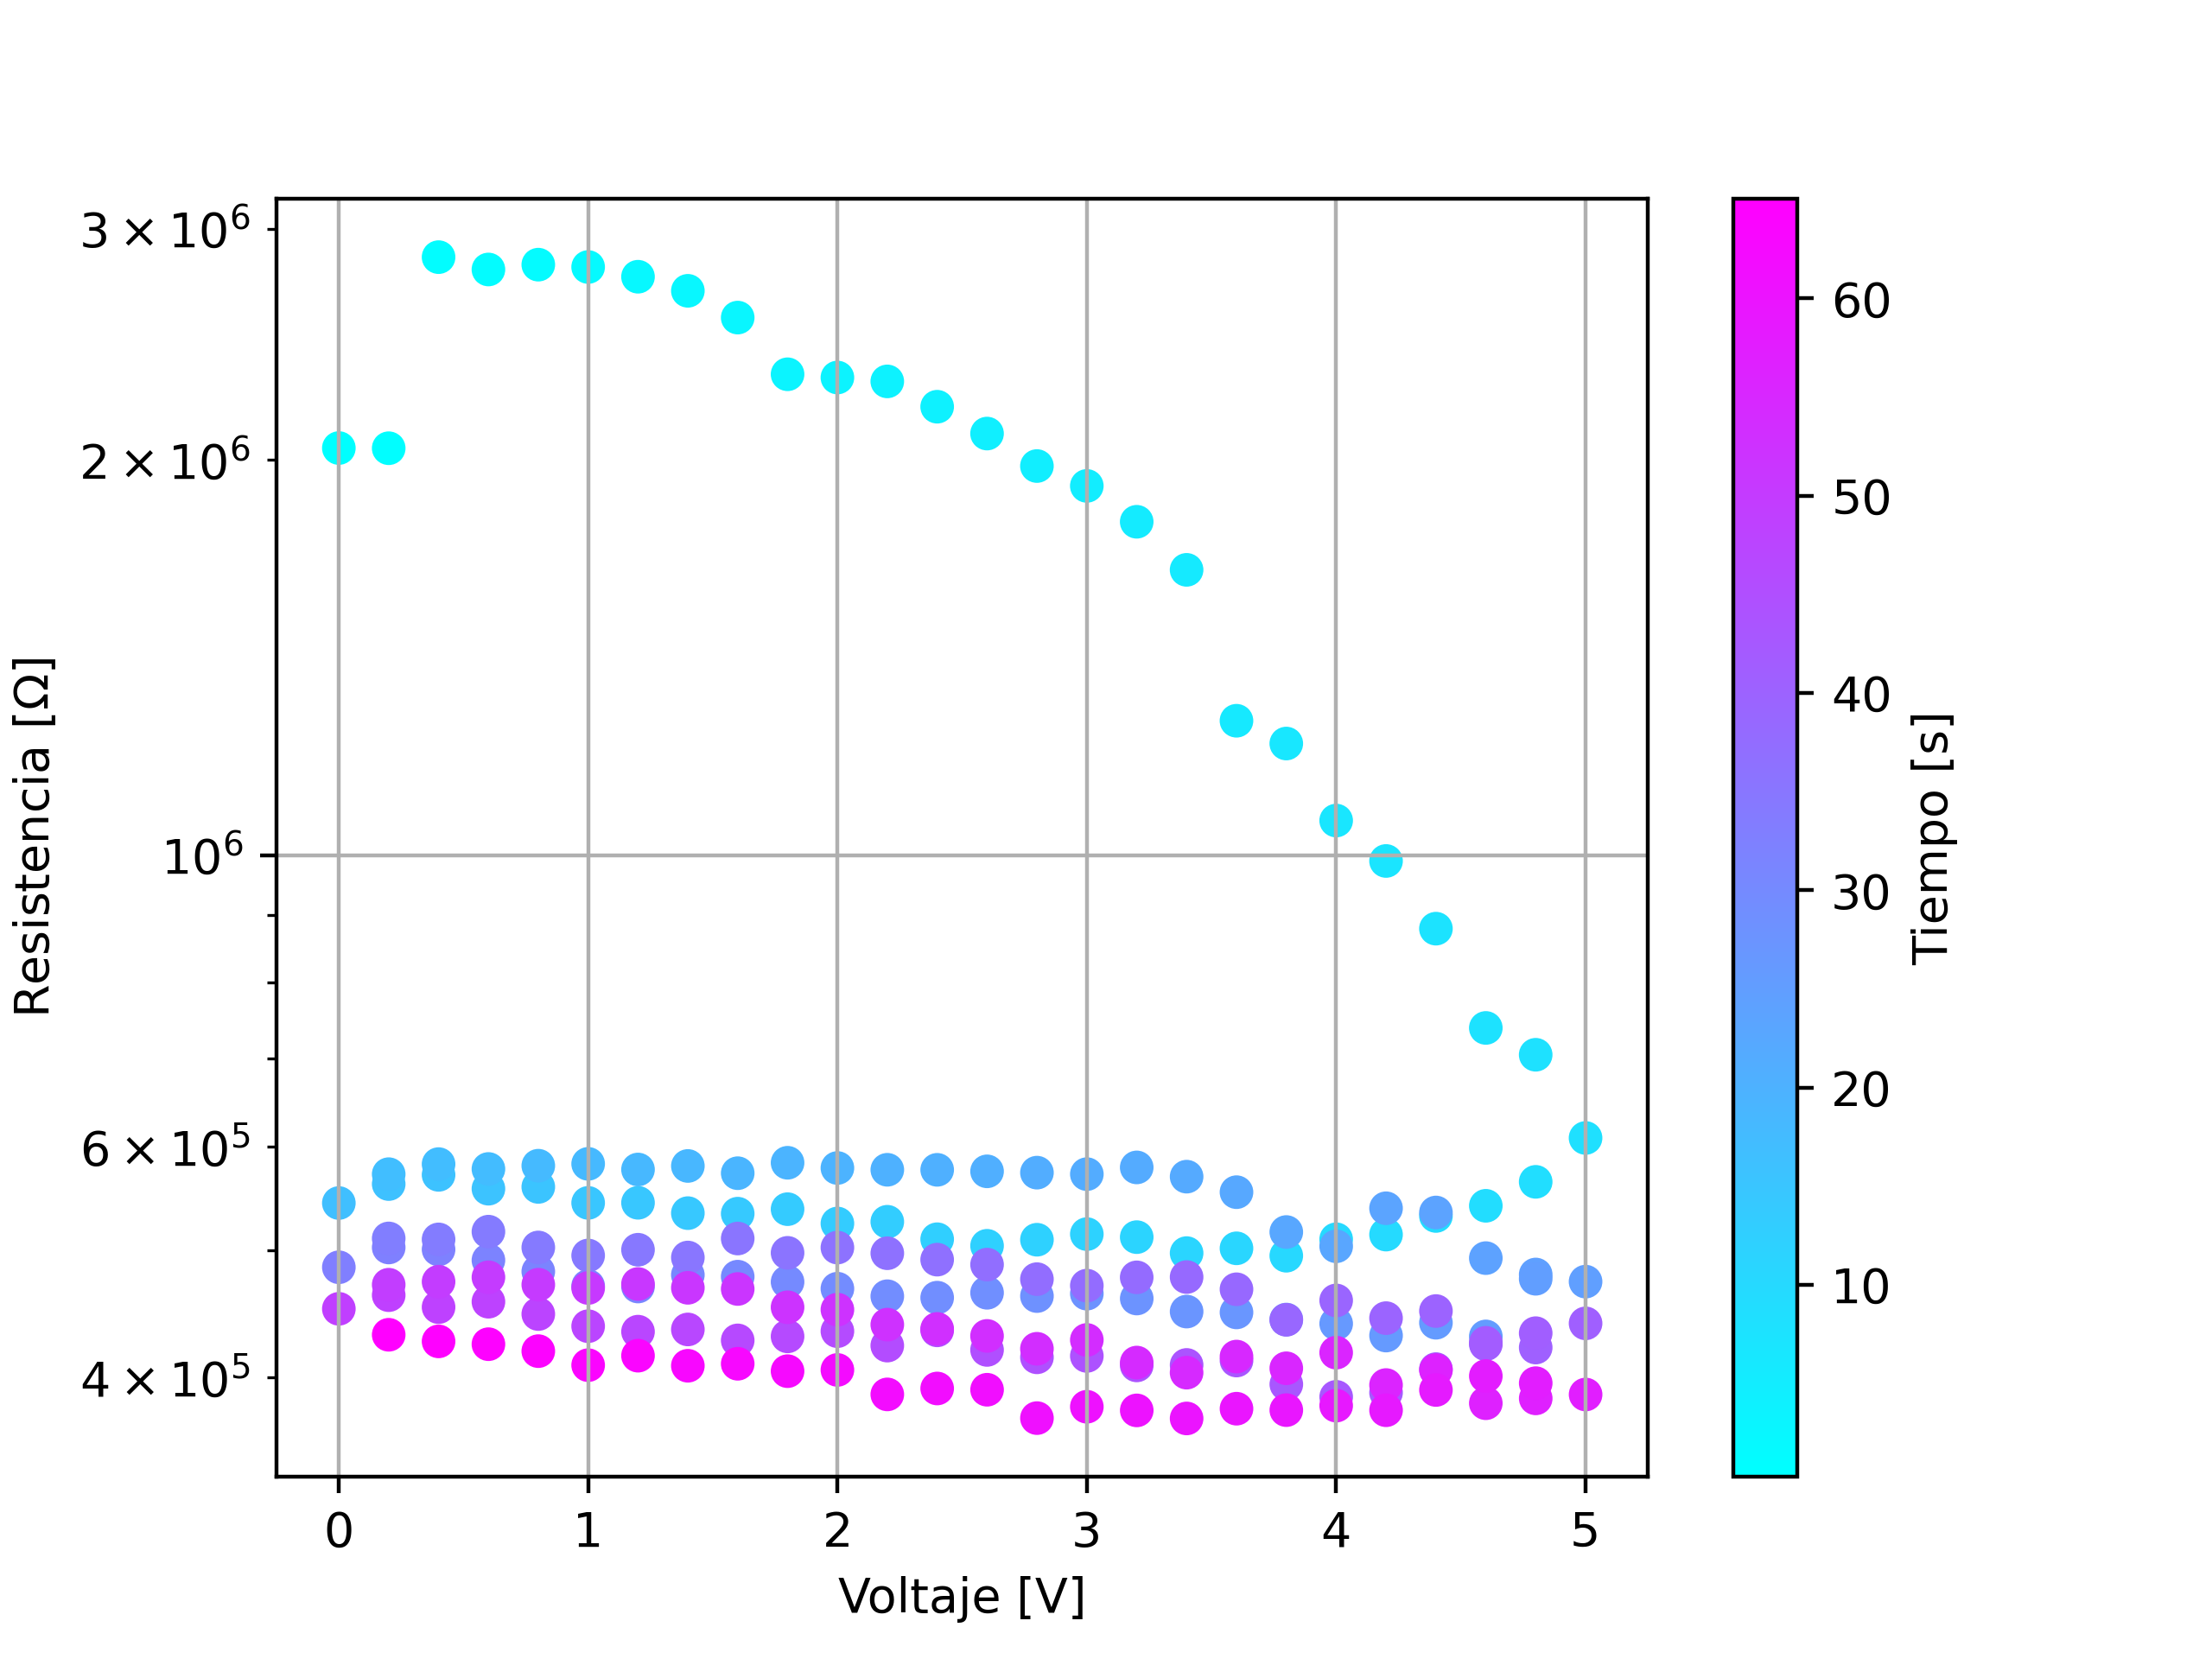 3 × 10⁶
2 × 10⁶
10⁶
6 × 10⁵
4 × 10⁵
Resistencia [Ω]
0 1 2 3 4 5
Voltaje [V]
60
50
40
30
20
10
Tiempo [s]